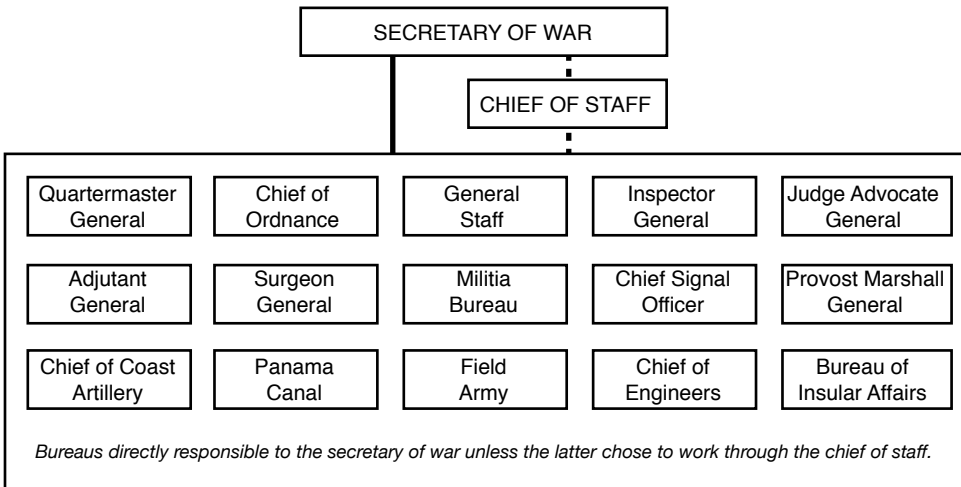 SECRETARY OF WAR
CHIEF OF STAFF
Quartermaster
General
Chief of
Ordnance
General
Staff
Inspector
General
Judge Advocate
General
Adjutant
General
Surgeon
General
Militia
Bureau
Chief Signal
Officer
Provost Marshall
General
Chief of Coast
Artillery
Panama
Canal
Field
Army
Chief of
Engineers
Bureau of
Insular Affairs
Bureaus directly responsible to the secretary of war unless the latter chose to work through the chief of staff.